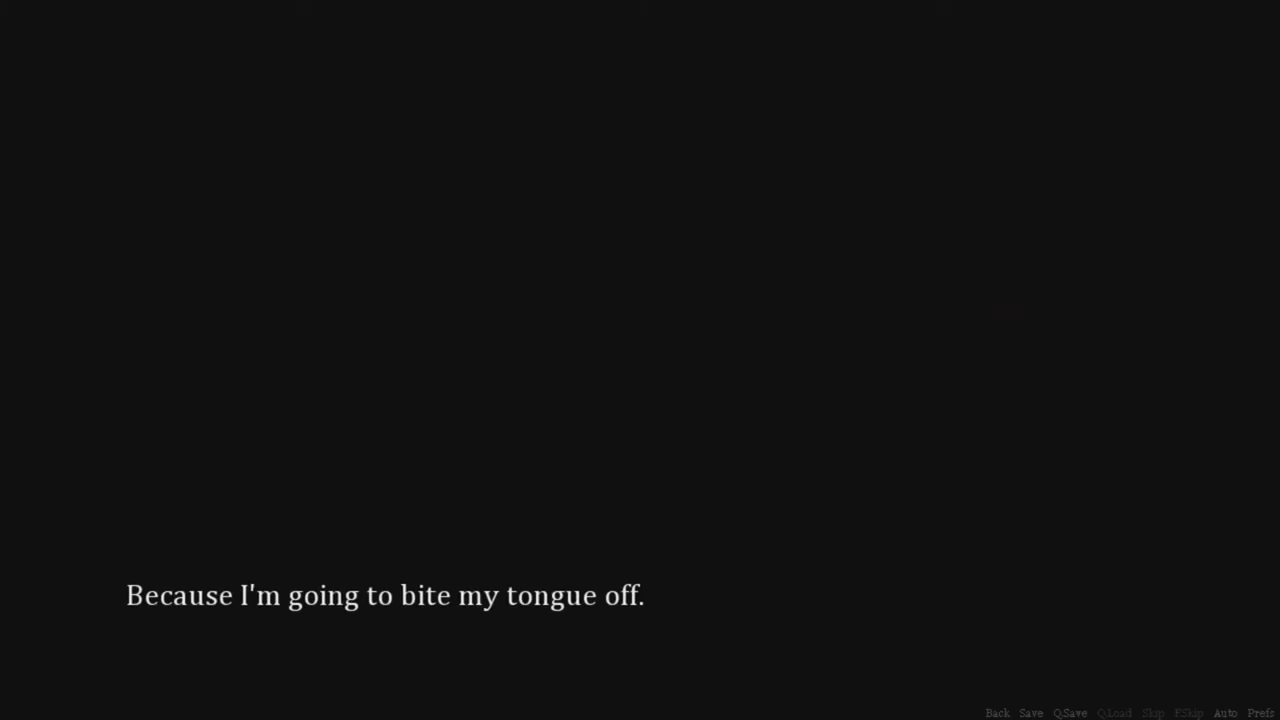 Because I'm going to bite my tongue off.
Back Save Q.Save Q.Load Skip F.Skip Auto Prefs